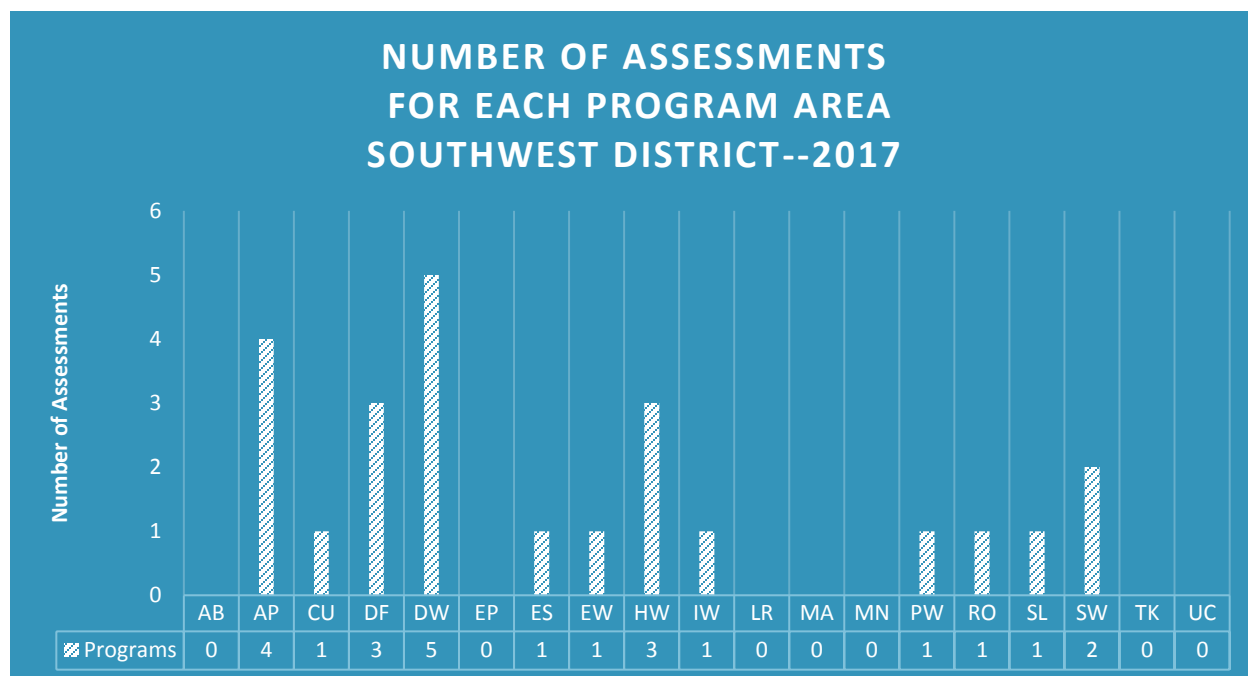 NUMBER OF ASSESSMENTS
FOR EACH PROGRAM AREA
SOUTHWEST DISTRICT--2017
Number of Assessments
6
5
4
3
2
1
0
AB AP CU DF DW EP ES EW HW IW LR MA MN PW RO SL SW TK UC
Programs 0 4 1 3 5 0 1 1 3 1 0 0 0 1 1 1 2 0 0